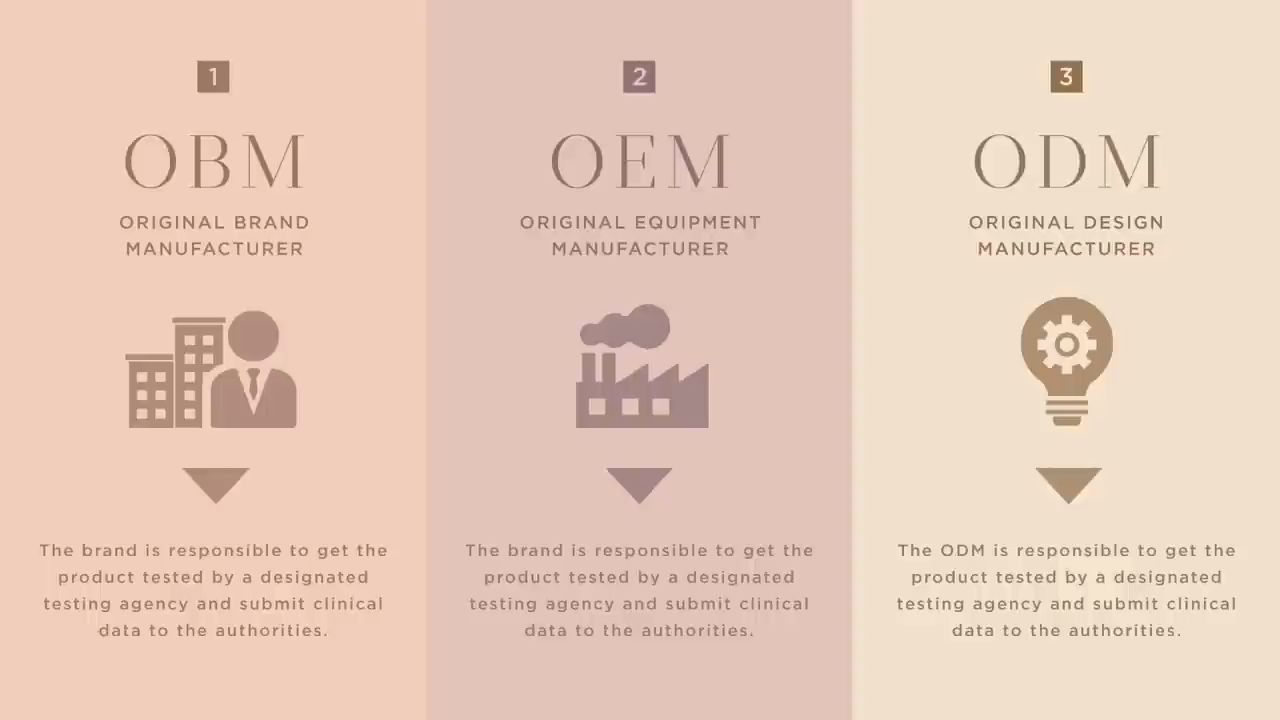 1
OBM
ORIGINAL BRAND
MANUFACTURER
The brand is responsible to get the
product tested by a designated
testing agency and submit clinical
data to the authorities.
2
OEM
ORIGINAL EQUIPMENT
MANUFACTURER
The brand is responsible to get the
product tested by a designated
testing agency and submit clinical
data to the authorities.
3
ODM
ORIGINAL DESIGN
MANUFACTURER
The ODM is responsible to get the
product tested by a designated
testing agency and submit clinical
data to the authorities.